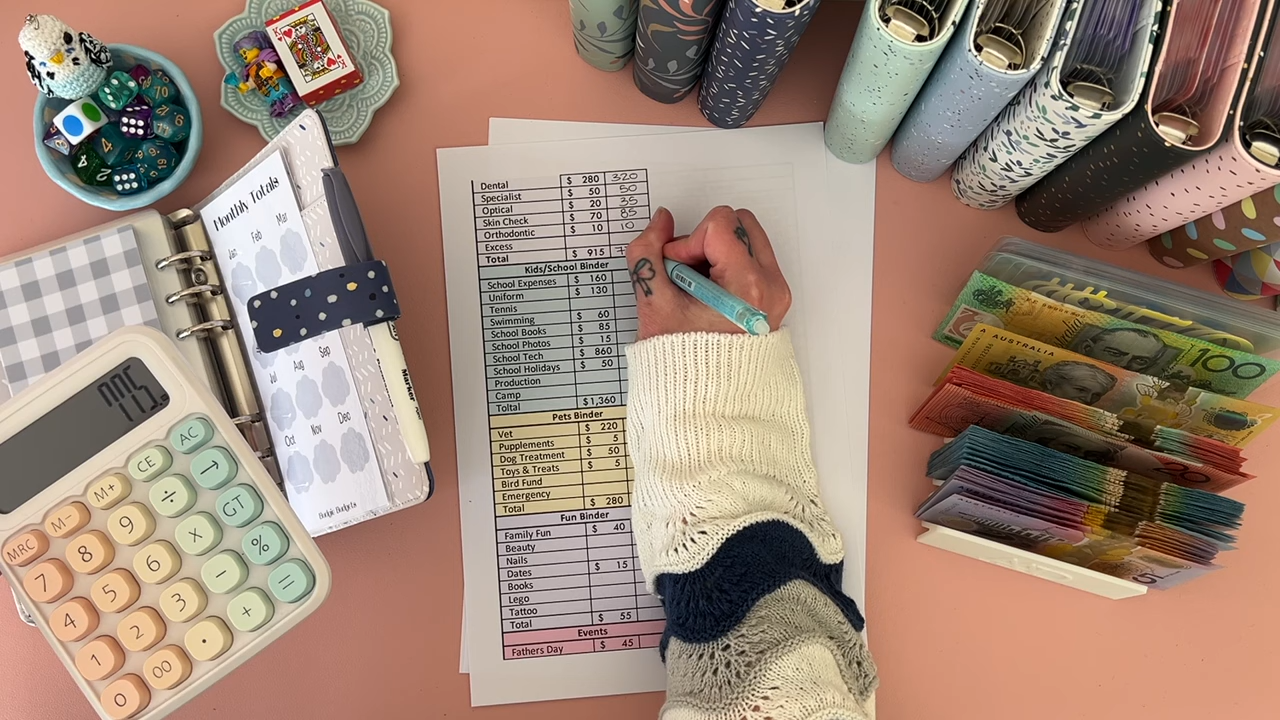 Dental $ 280 320
Specialist $ 50 50
Optical $ 20 35
Skin Check $ 70 85
Orthodontic $ 10 10
Excess
Total $ 915
Kids/School Binder
School Expenses $ 160
Uniform $ 130
Tennis
Swimming $ 60
School Books $ 85
School Photos $ 15
School Tech $ 860
School Holidays $ 50
Production
Camp
Total $1,360
Pets Binder
Vet $ 220
Pupplements $ 5
Dog Treatment $ 50
Toys & Treats $ 5
Bird Fund
Emergency
Total $ 280
Fun Binder
Family Fun $ 40
Beauty
Nails
Dates $ 15
Books
Lego
Tattoo
Total $ 55
Events
Fathers Day $ 45
Monthly Totals
Jan Feb Mar
Jul Aug Sep
Oct Nov Dec
Budgie Budgets
Marker
CE AC
MRC M- M+ ÷ →
7 8 9 × GT
4 5 6 − %
1 2 3 + =
0 00 •
K
AUSTRALIA
Australia
100
20
5